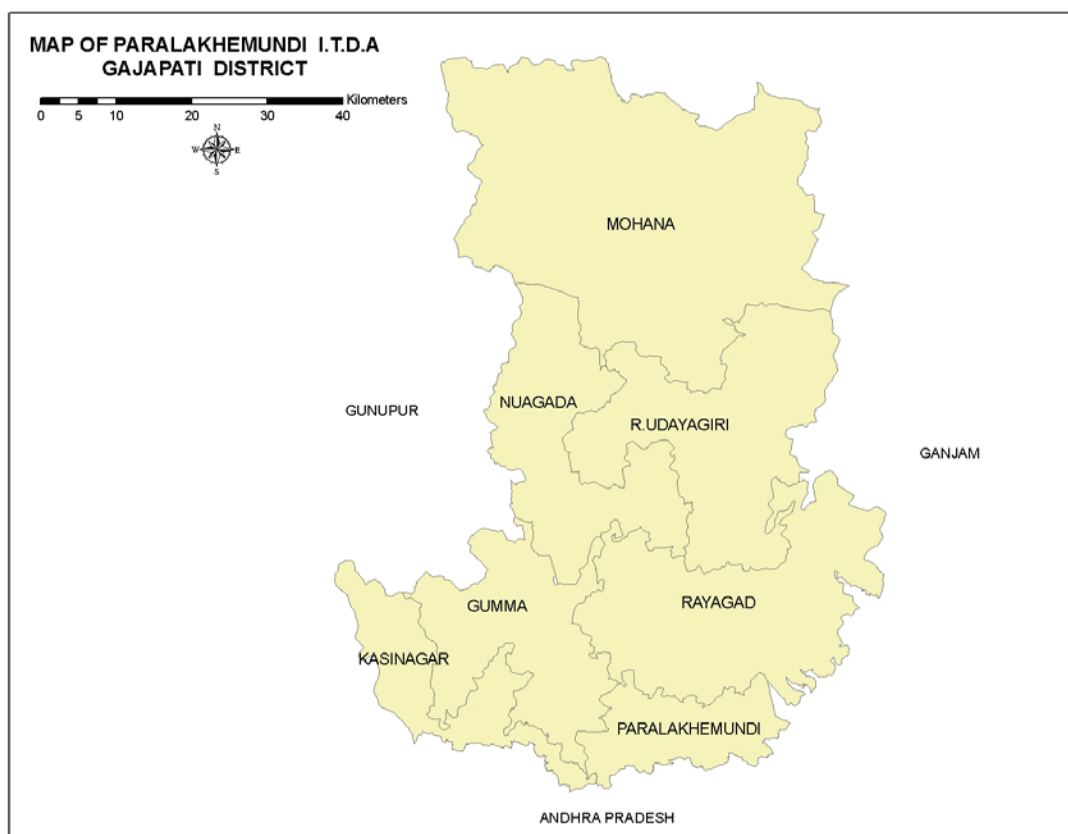 MAP OF PARALAKHEMUNDI I.T.D.A
GAJAPATI DISTRICT
Kilometers
0 5 10 20 30 40
N
W E
S
MOHANA
NUAGADA
GUNUPUR
R.UDAYAGIRI
GANJAM
GUMMA
RAYAGAD
KASINAGAR
PARALAKHEMUNDI
ANDHRA PRADESH